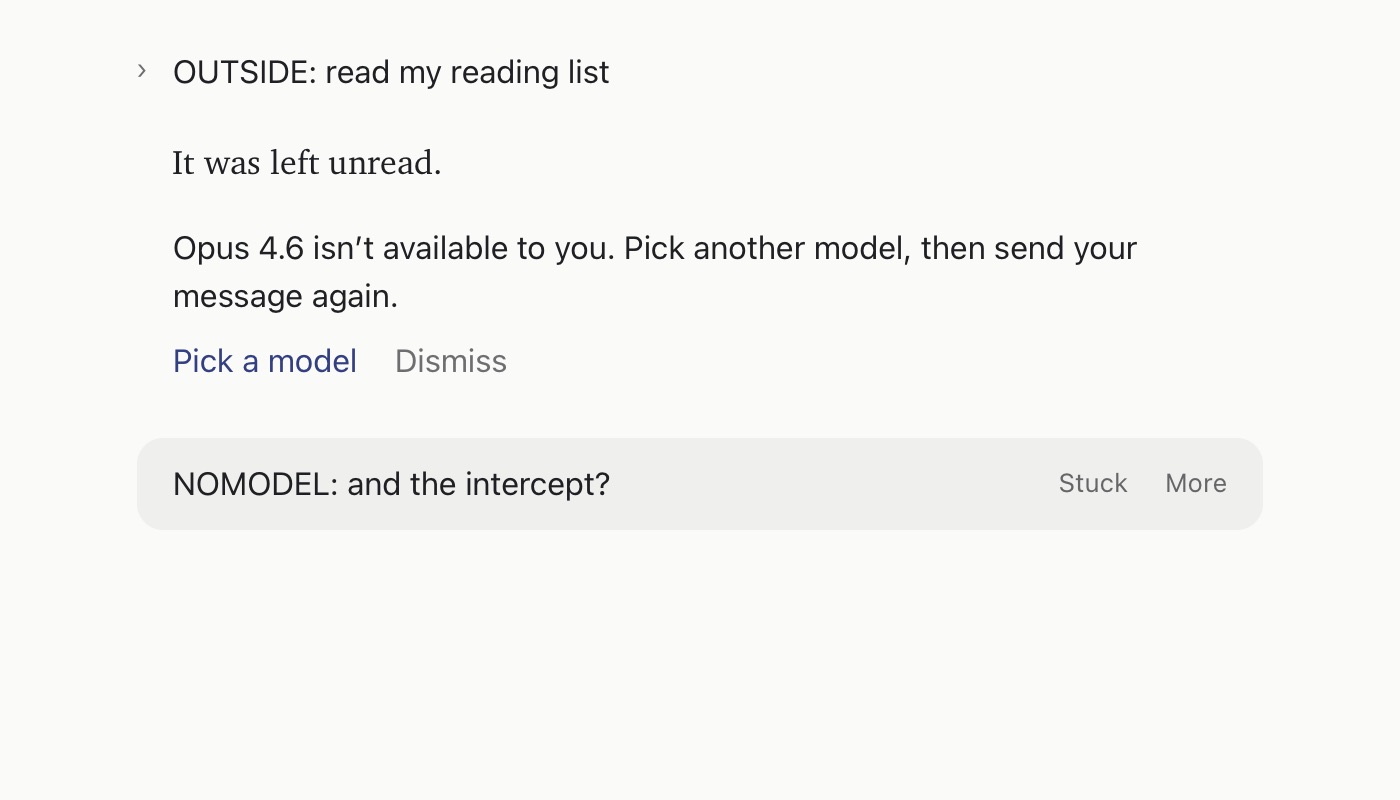 OUTSIDE: read my reading list
It was left unread.
Opus 4.6 isn’t available to you. Pick another model, then send your
message again.
Pick a model Dismiss
NOMODEL: and the intercept? Stuck More